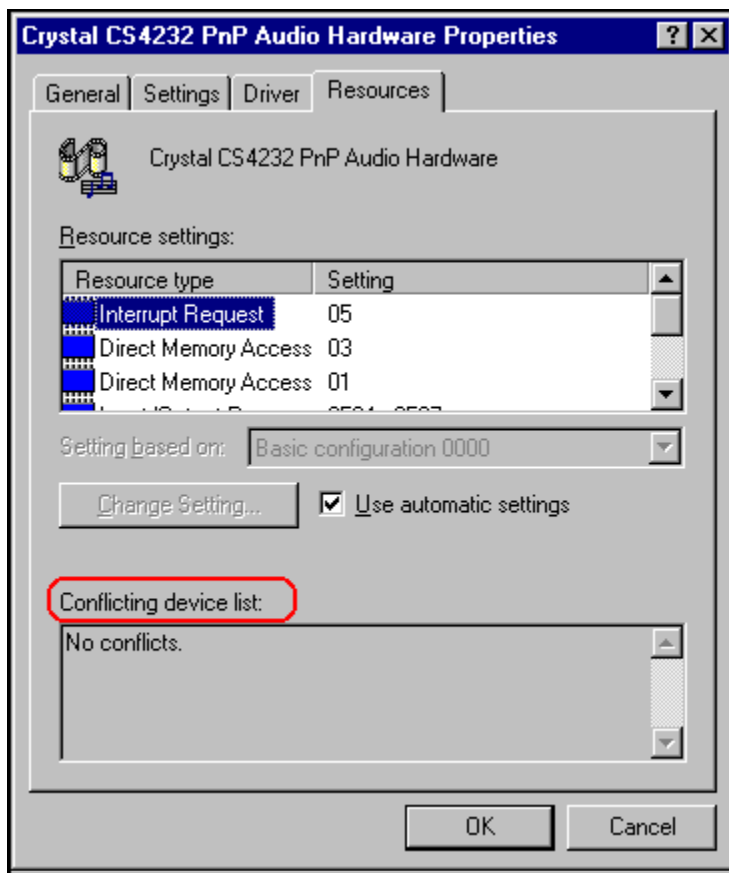 Crystal CS4232 PnP Audio Hardware Properties
General Settings Driver Resources
Crystal CS4232 PnP Audio Hardware
Resource settings:
Resource type Setting
Interrupt Request 05
Direct Memory Access 03
Direct Memory Access 01
Setting based on: Basic configuration 0000
Change Setting... Use automatic settings
Conflicting device list:
No conflicts.
OK Cancel